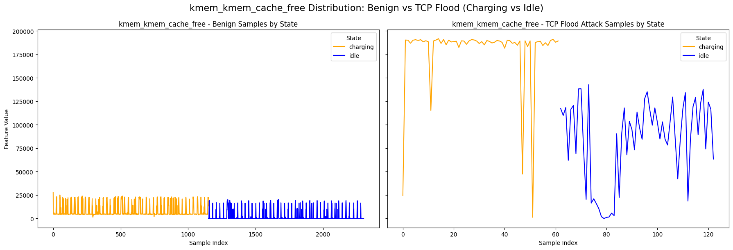 kmem_kmem_cache_free Distribution: Benign vs TCP Flood (Charging vs Idle)
kmem_kmem_cache_free - Benign Samples by State
kmem_kmem_cache_free - TCP Flood Attack Samples by State
200000
175000
150000
125000
100000
75000
50000
25000
0
Feature Value
State
charging
idle
State
charging
idle
0
500
1000
1500
2000
Sample Index
0
20
40
60
80
100
120
Sample Index